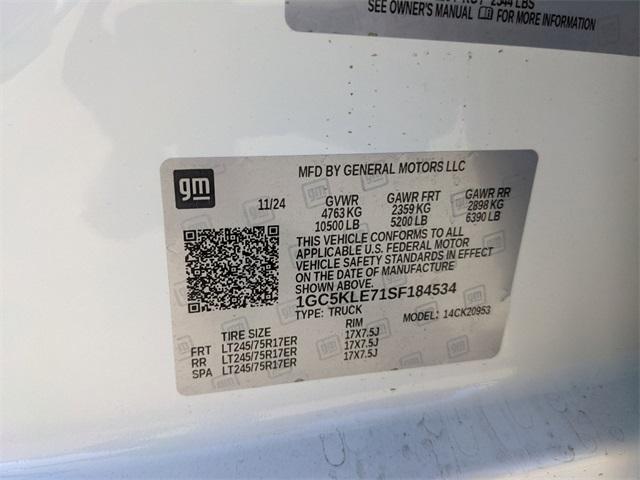 2344 LBS
SEE OWNER'S MANUAL FOR MORE INFORMATION
gm
MFD BY GENERAL MOTORS LLC
11/24 GVWR GAWR FRT GAWR RR
4763 KG 2359 KG 2898 KG
10500 LB 5200 LB 6390 LB
THIS VEHICLE CONFORMS TO ALL
APPLICABLE U.S. FEDERAL MOTOR
VEHICLE SAFETY STANDARDS IN EFFECT
ON THE DATE OF MANUFACTURE
SHOWN ABOVE.
1GC5KLE71SF184534
TYPE: TRUCK MODEL: 14CK20953
TIRE SIZE RIM
FRT LT245/75R17ER 17X7.5J
RR LT245/75R17ER 17X7.5J
SPA LT245/75R17ER 17X7.5J